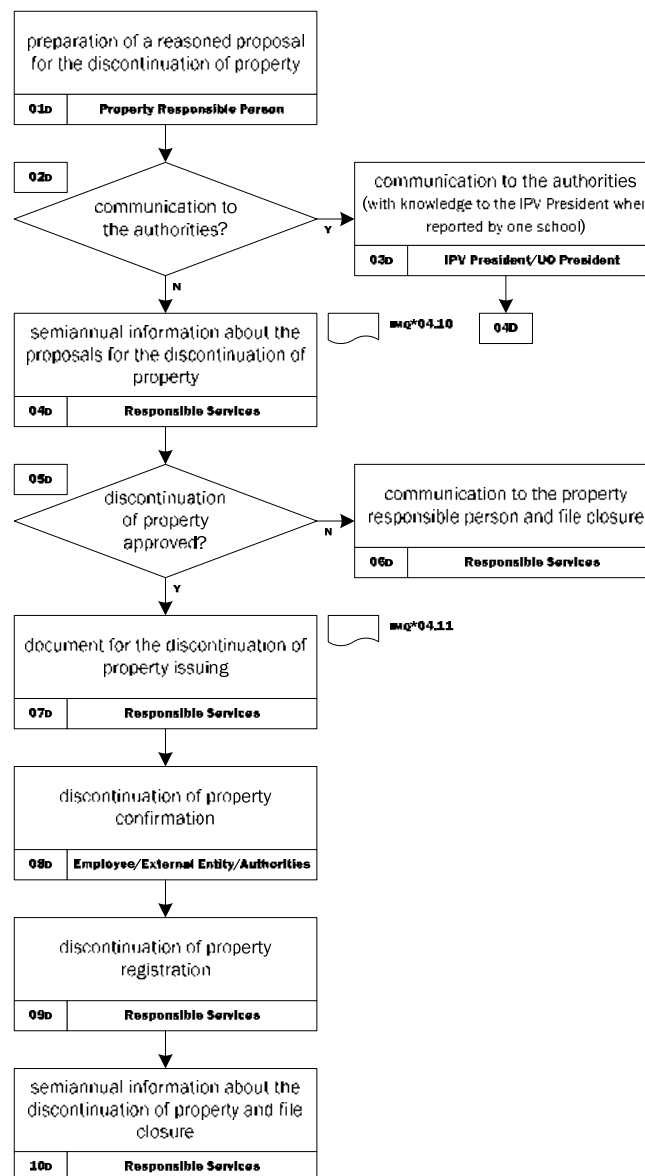 preparation of a reasoned proposal
for the discontinuation of property
01D Property Responsible Person
02D
communication to
the authorities?
Y
N
communication to the authorities
(with knowledge to the IPV President when
reported by one school)
03D IPV President/UO President
04D
semiannual information about the
proposals for the discontinuation of
property
04D Responsible Services
IMQ*04.10
05D
discontinuation
of property
approved?
N
Y
communication to the property
responsible person and file closure
06D Responsible Services
document for the discontinuation of
property issuing
07D Responsible Services
IMQ*04.11
discontinuation of property
confirmation
08D Employee/External Entity/Authorities
discontinuation of property
registration
09D Responsible Services
semiannual information about the
discontinuation of property and file
closure
10D Responsible Services